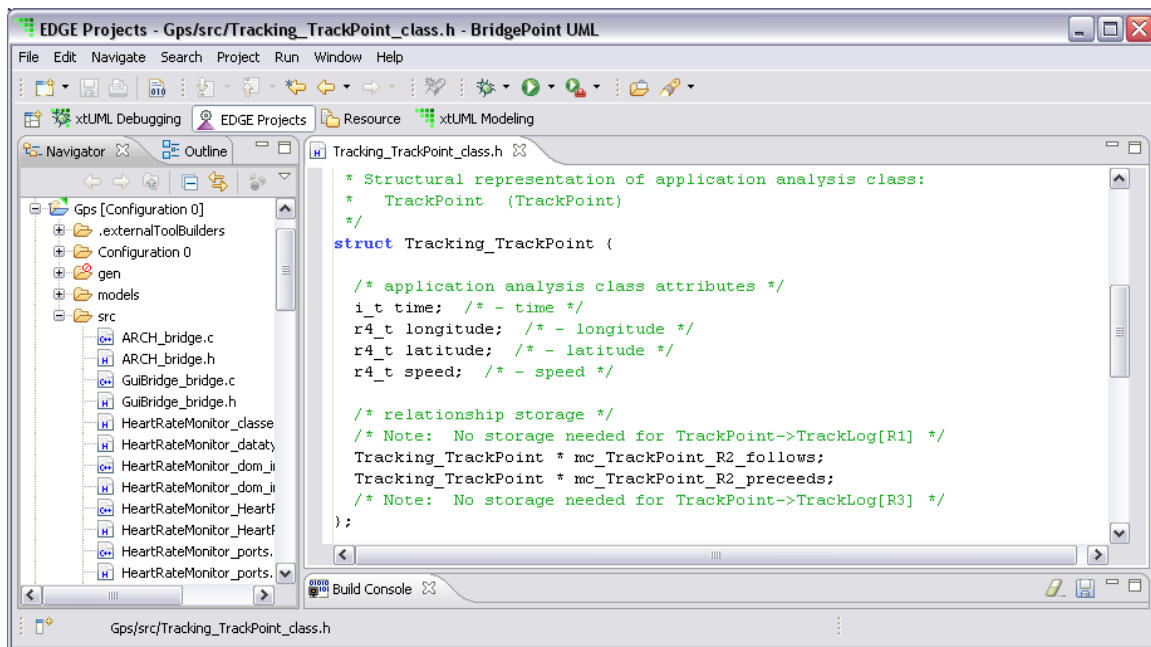 EDGE Projects - Gps/src/Tracking_TrackPoint_class.h - BridgePoint UML
File Edit Navigate Search Project Run Window Help
xtUML Debugging EDGE Projects Resource xtUML Modeling
Navigator Outline
Tracking_TrackPoint_class.h
Gps [Configuration 0]
.externalToolBuilders
Configuration 0
gen
models
src
ARCH_bridge.c
ARCH_bridge.h
GuiBridge_bridge.c
GuiBridge_bridge.h
HeartRateMonitor_classe
HeartRateMonitor_dataty
HeartRateMonitor_dom_i
HeartRateMonitor_dom_i
HeartRateMonitor_Heart
HeartRateMonitor_Heart
HeartRateMonitor_ports.
HeartRateMonitor_ports.
* Structural representation of application analysis class:
*   TrackPoint  (TrackPoint)
*/
struct Tracking_TrackPoint {
/* application analysis class attributes */
i_t time;  /* - time */
r4_t longitude;  /* - longitude */
r4_t latitude;  /* - latitude */
r4_t speed;  /* - speed */
/* relationship storage */
/* Note:  No storage needed for TrackPoint->TrackLog[R1] */
Tracking_TrackPoint * mc_TrackPoint_R2_follows;
Tracking_TrackPoint * mc_TrackPoint_R2_preceeds;
/* Note:  No storage needed for TrackPoint->TrackLog[R3] */
};
Build Console
Gps/src/Tracking_TrackPoint_class.h